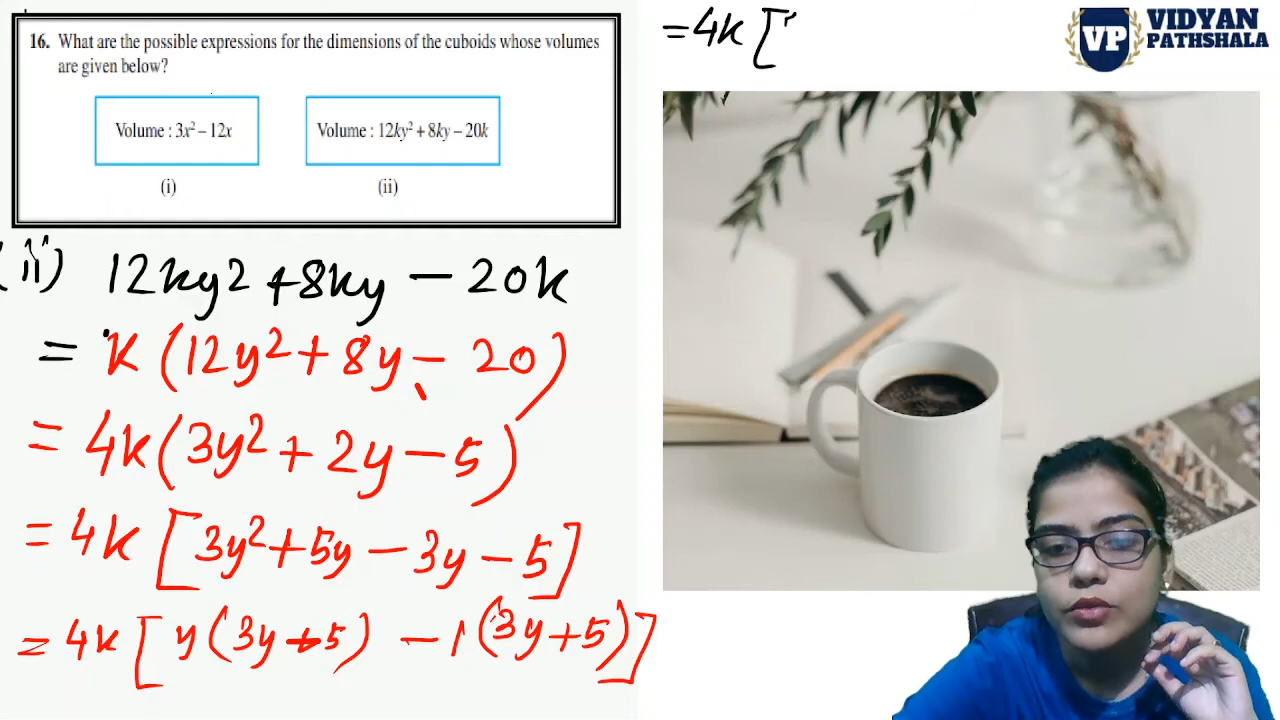 16. What are the possible expressions for the dimensions of the cuboids whose volumes
are given below?
Volume : 3x² – 12x
Volume : 12ky² + 8ky – 20k
(i)
(ii)
(ii) 12ky2 +8ky – 20k
= K (12y2 + 8y – 20)
= 4k (3y² + 2y – 5)
= 4k [3y² + 5y – 3y – 5]
= 4k [ y (3y + 5) – 1 (3y + 5) ]
= 4k [
VP
VIDYAN
PATHSHALA